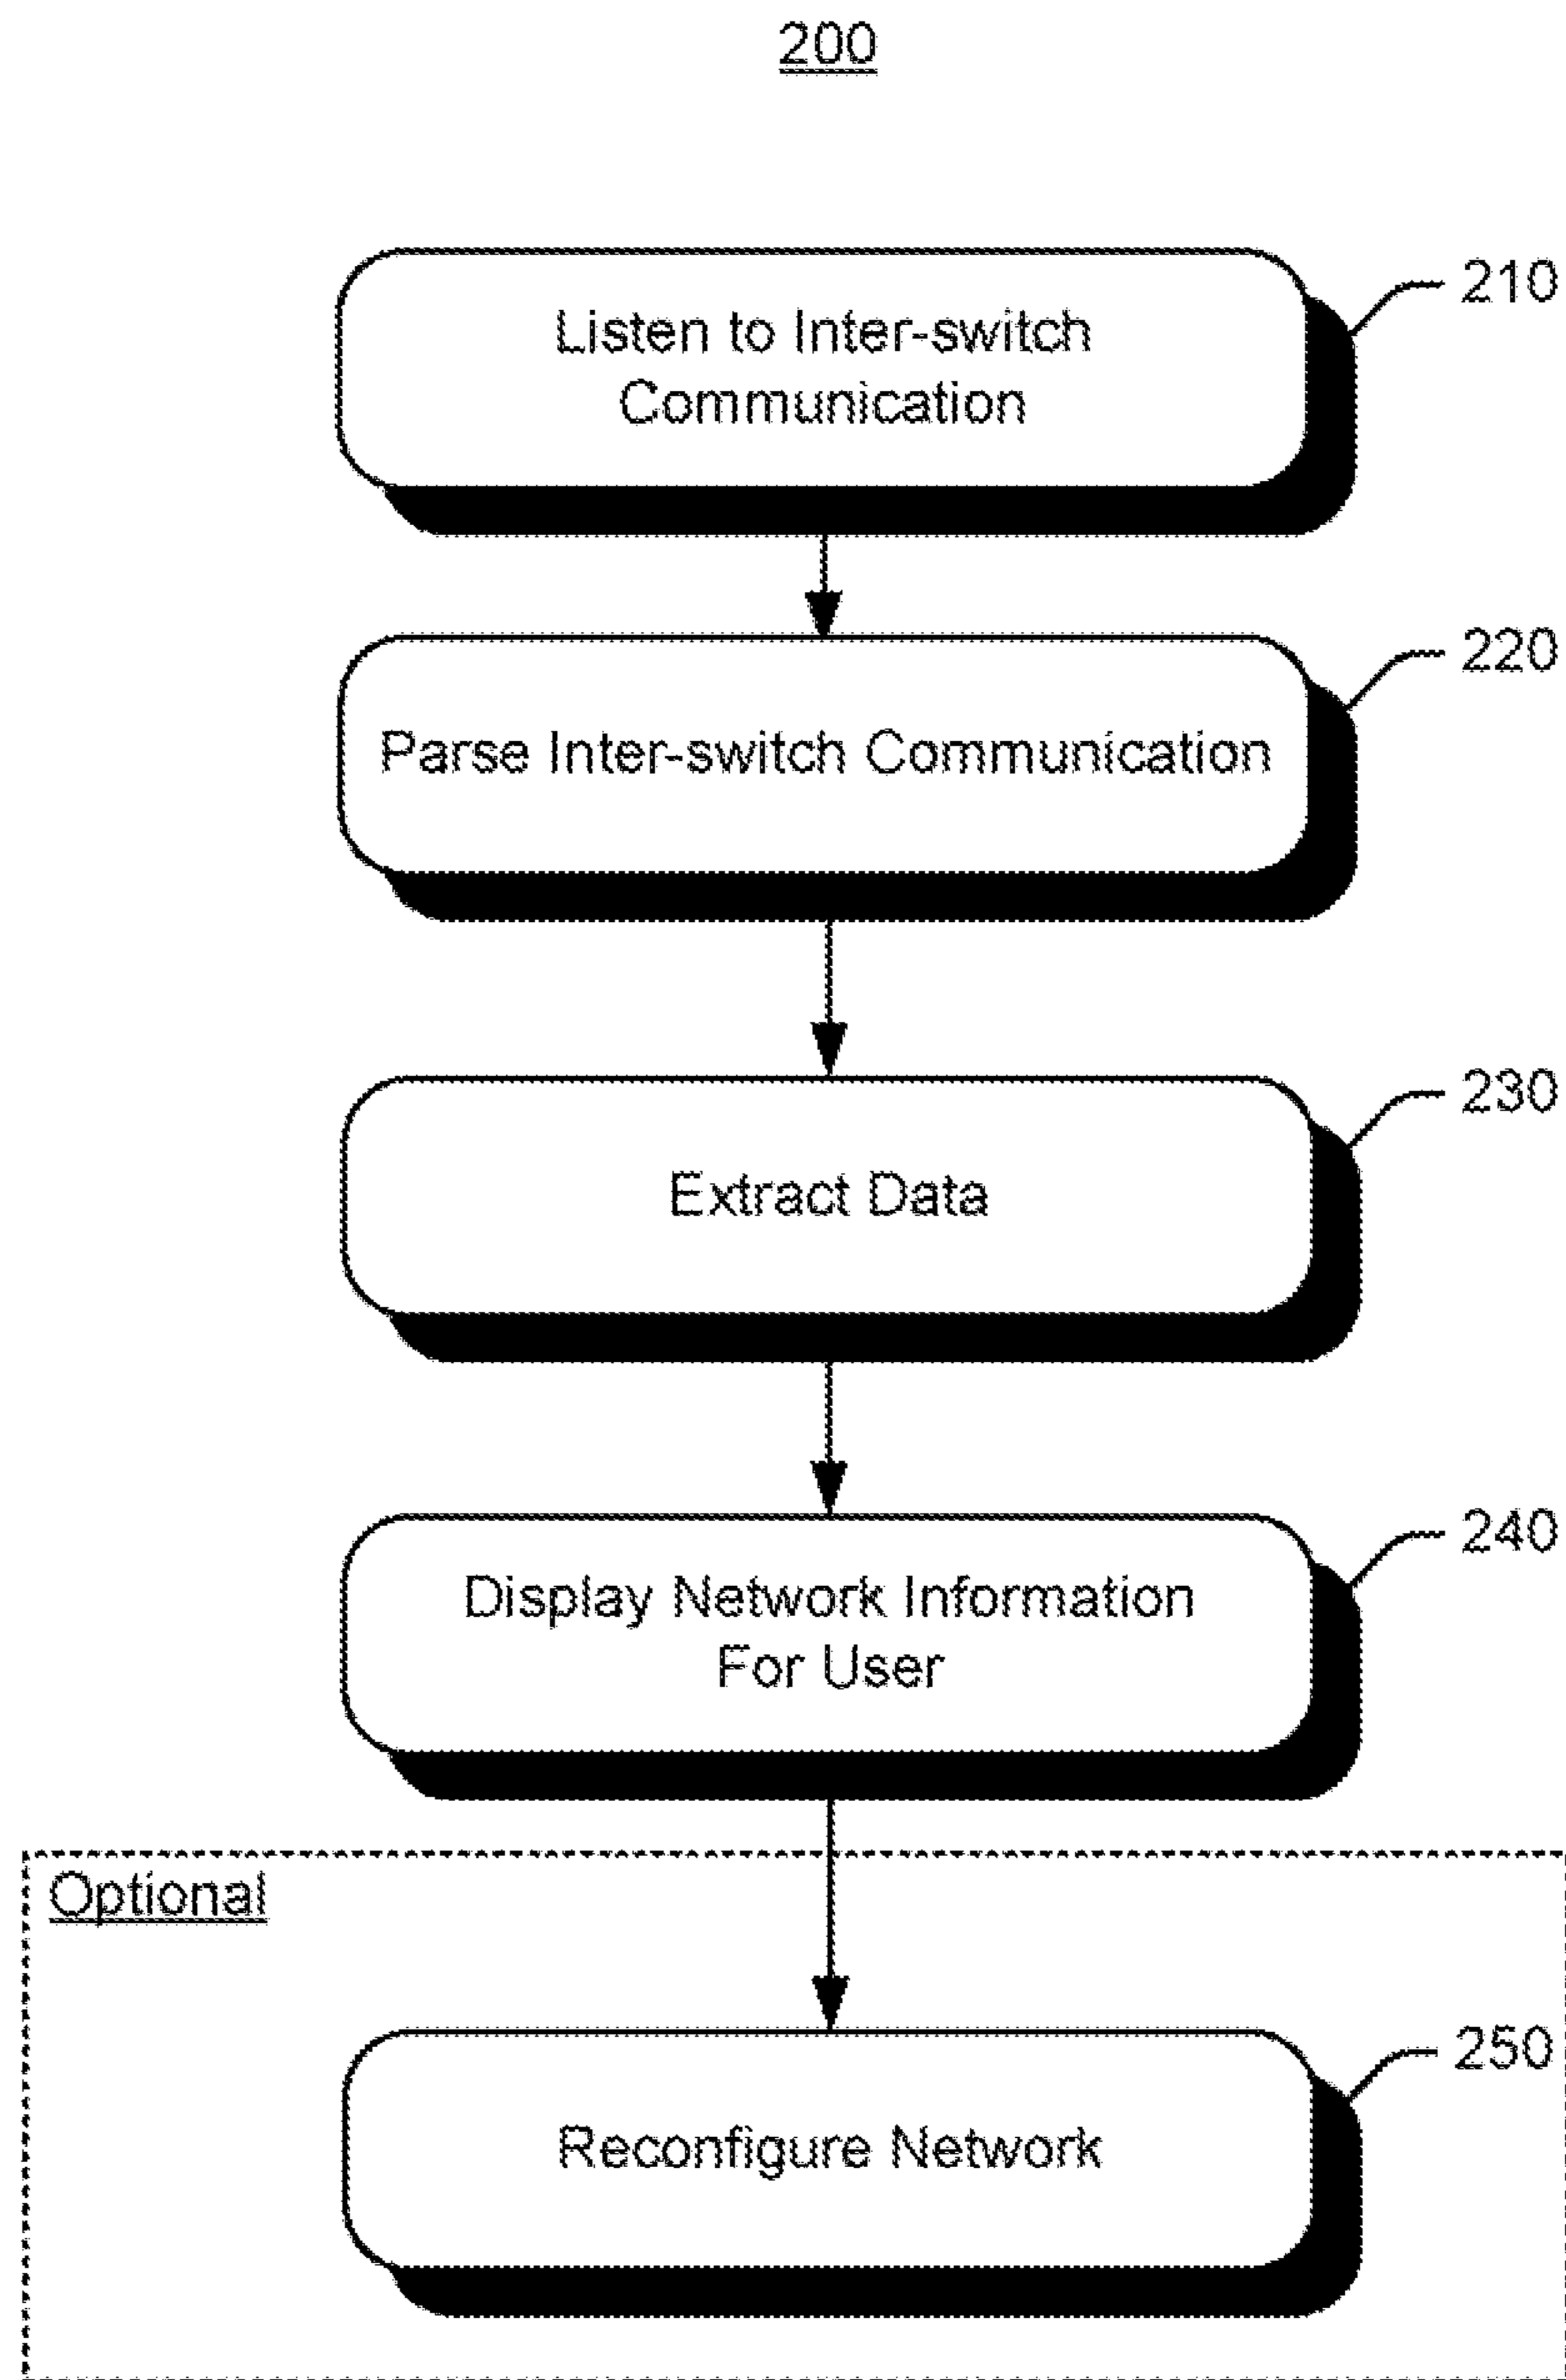 200
Listen to Inter-switch
Communication
210
Parse Inter-switch Communication
220
Extract Data
230
Display Network Information
For User
240
Optional
Reconfigure Network
250